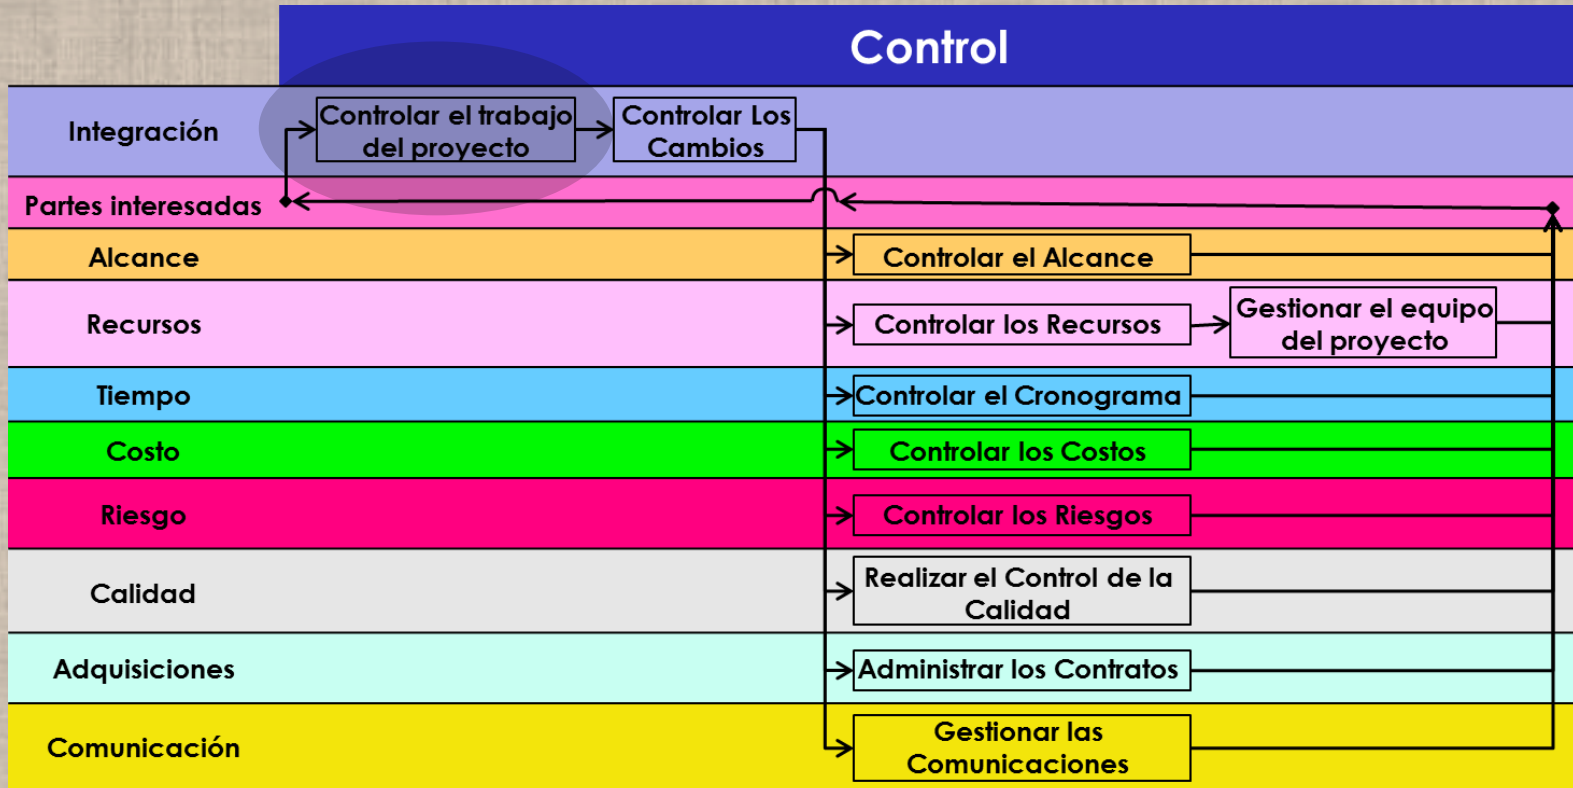 Control
Integración
Controlar el trabajo
del proyecto
Controlar Los
Cambios
Partes interesadas
Alcance
Controlar el Alcance
Recursos
Controlar los Recursos
Gestionar el equipo
del proyecto
Tiempo
Controlar el Cronograma
Costo
Controlar los Costos
Riesgo
Controlar los Riesgos
Calidad
Realizar el Control de la
Calidad
Adquisiciones
Administrar los Contratos
Comunicación
Gestionar las
Comunicaciones